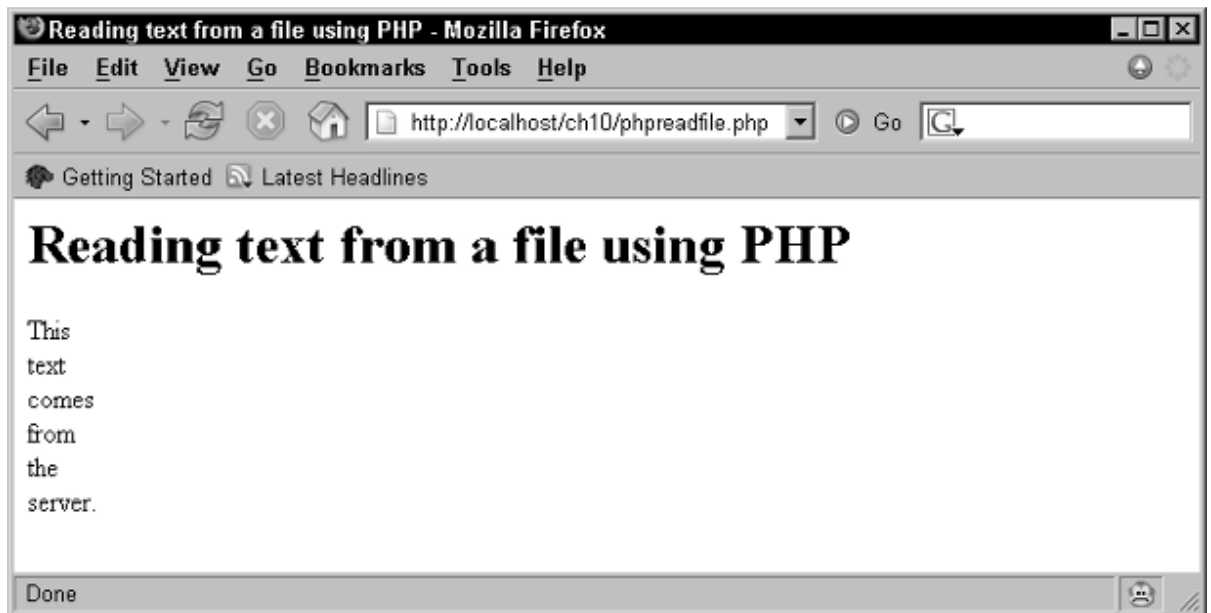 Reading text from a file using PHP - Mozilla Firefox
File Edit View Go Bookmarks Tools Help
http://localhost/ch10/phpreadfile.php Go G
Getting Started Latest Headlines
Reading text from a file using PHP
This
text
comes
from
the
server.
Done